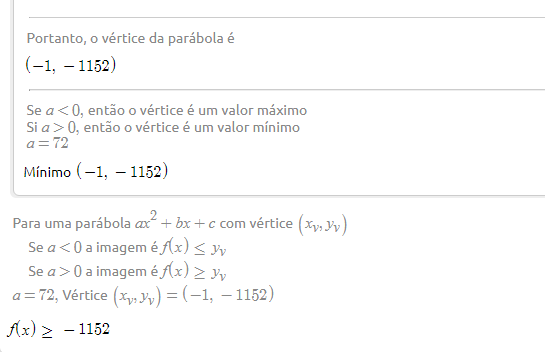 Portanto, o vértice da parábola é
(−1, −1152)
Se a < 0, então o vértice é um valor máximo
Si a > 0, então o vértice é um valor mínimo
a = 72
Mínimo (−1, −1152)
Para uma parábola ax² + bx + c com vértice (xᵥ, yᵥ)
Se a < 0 a imagem é f(x) ≤ yᵥ
Se a > 0 a imagem é f(x) ≥ yᵥ
a = 72, Vértice (xᵥ, yᵥ) = (−1, −1152)
f(x) ≥ −1152